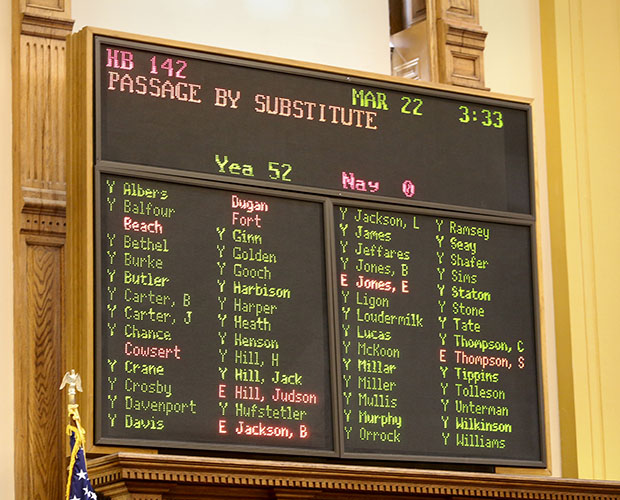 HB 142
PASSAGE BY SUBSTITUTE
MAR 22 3:33
Yea 52 Nay 0
Y Albers
Y Balfour
Beach
Y Bethel
Y Burke
Y Butler
Y Carter, B
Y Carter, J
Y Chance
Cowsert
Y Crane
Y Crosby
Y Davenport
Y Davis
Dugan
Fort
Y Ginn
Y Golden
Y Gooch
Y Harbison
Y Harper
Y Heath
Y Henson
Y Hill, H
Y Hill, Jack
E Hill, Judson
Y Hufstetler
E Jackson, B
Y Jackson, L
Y James
Y Jeffares
Y Jones, B
E Jones, E
Y Ligon
Y Loudermilk
Y Lucas
Y McKoon
Y Millar
Y Miller
Y Mullis
Y Murphy
Y Orrock
Y Ramsey
Y Seay
Y Shafer
Y Sims
Y Staton
Y Stone
Y Tate
Y Thompson, C
E Thompson, S
Y Tippins
Y Tolleson
Y Unterman
Y Wilkinson
Y Williams